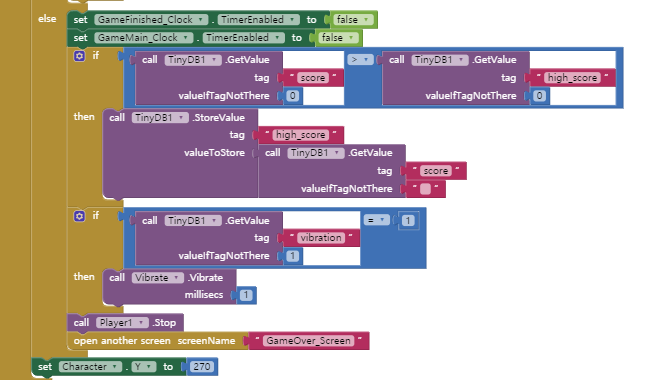 else set GameFinished_Clock . TimerEnabled to false
set GameMain_Clock . TimerEnabled to false
if call TinyDB1 .GetValue > call TinyDB1 .GetValue
tag " score " tag " high_score "
valueIfTagNotThere 0 valueIfTagNotThere 0
then call TinyDB1 .StoreValue
tag " high_score "
valueToStore call TinyDB1 .GetValue
tag " score "
valueIfTagNotThere " "
if call TinyDB1 .GetValue = 1
tag " vibration "
valueIfTagNotThere 1
then call Vibrate .Vibrate
millisecs 1
call Player1 .Stop
open another screen screenName " GameOver_Screen "
set Character . Y to 270